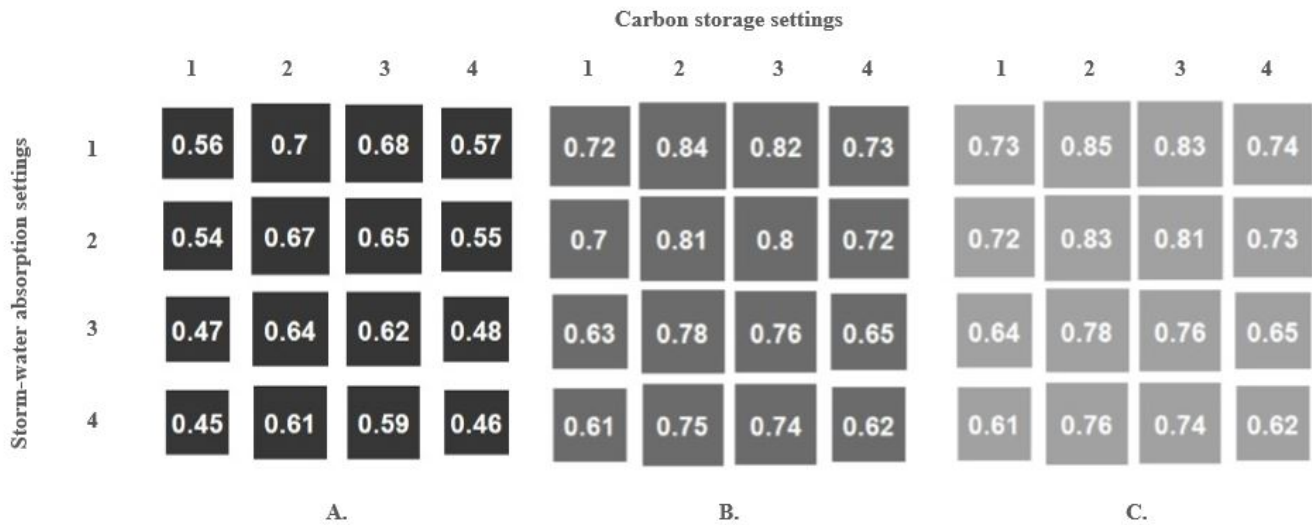 Carbon storage settings
1 2 3 4 1 2 3 4 1 2 3 4
Storm-water absorption settings
1 0.56 0.7 0.68 0.57 0.72 0.84 0.82 0.73 0.73 0.85 0.83 0.74
2 0.54 0.67 0.65 0.55 0.7 0.81 0.8 0.72 0.72 0.83 0.81 0.73
3 0.47 0.64 0.62 0.48 0.63 0.78 0.76 0.65 0.64 0.78 0.76 0.65
4 0.45 0.61 0.59 0.46 0.61 0.75 0.74 0.62 0.61 0.76 0.74 0.62
A. B. C.